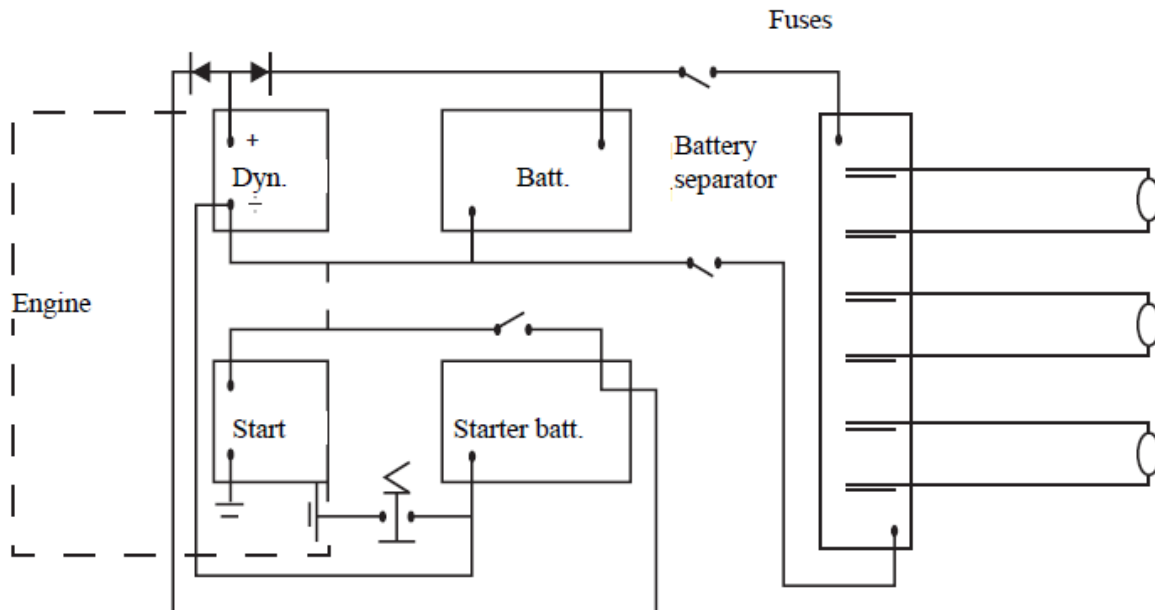 Fuses
+
Dyn.
÷
Batt.
Battery
separator
Engine
Start
Starter batt.